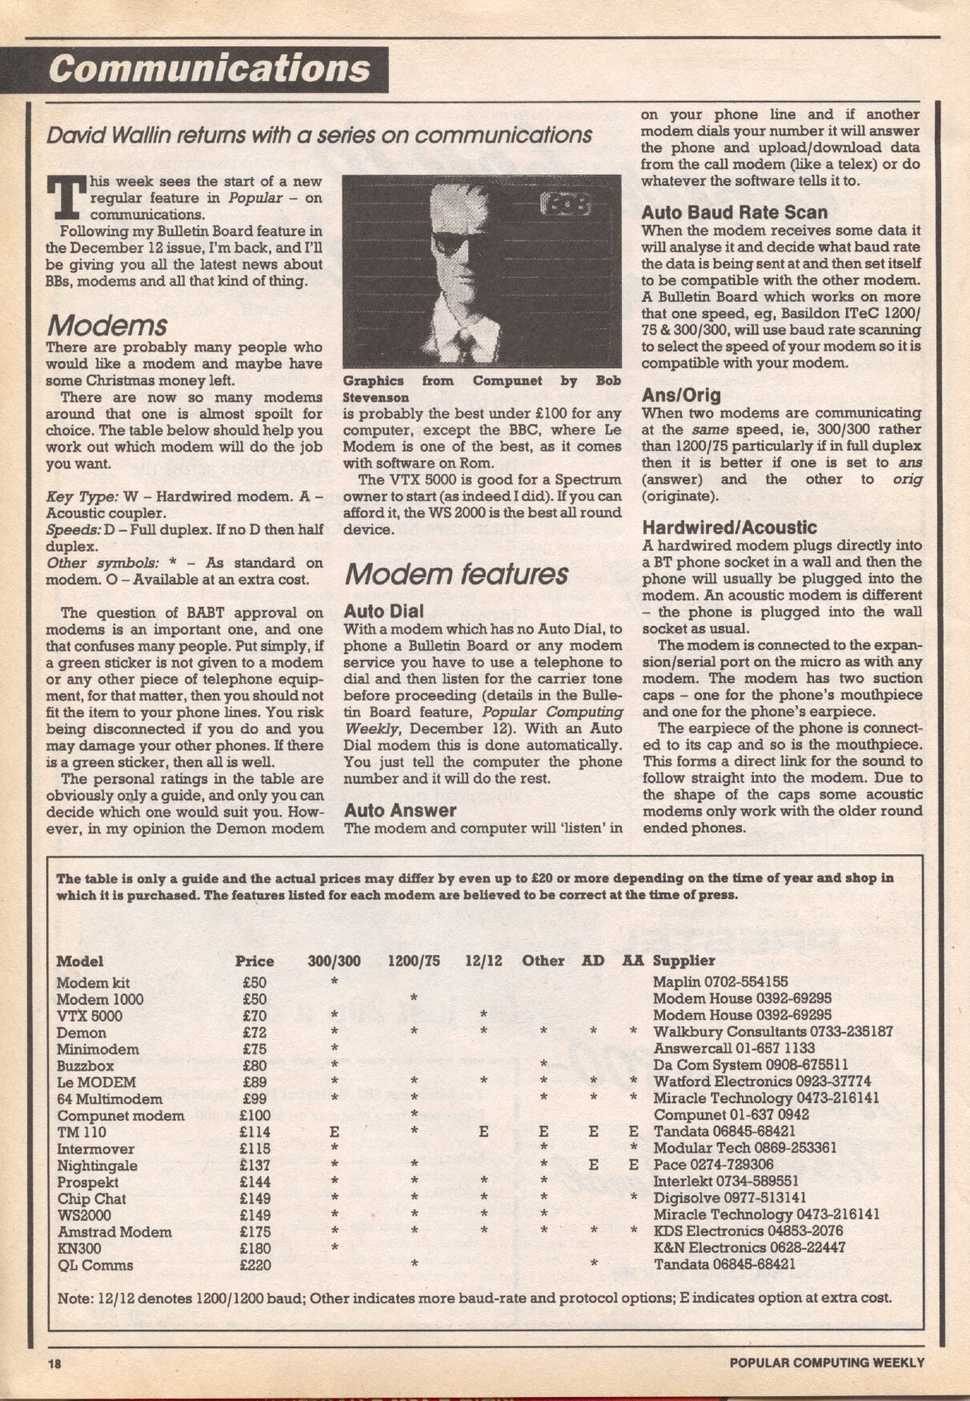 Communications
David Wallin returns with a series on communications
This week sees the start of a new
regular feature in Popular – on
communications.
Following my Bulletin Board feature in
the December 12 issue, I'm back, and I'll
be giving you all the latest news about
BBs, modems and all that kind of thing.
Modems
There are probably many people who
would like a modem and maybe have
some Christmas money left.
There are now so many modems
around that one is almost spoilt for
choice. The table below should help you
work out which modem will do the job
you want.
Key Type: W – Hardwired modem. A –
Acoustic coupler.
Speeds: D – Full duplex. If no D then half
duplex.
Other symbols: * – As standard on
modem. O – Available at an extra cost.
The question of BABT approval on
modems is an important one, and one
that confuses many people. Put simply, if
a green sticker is not given to a modem
or any other piece of telephone equip-
ment, for that matter, then you should not
fit the item to your phone lines. You risk
being disconnected if you do and you
may damage your other phones. If there
is a green sticker, then all is well.
The personal ratings in the table are
obviously only a guide, and only you can
decide which one would suit you. How-
ever, in my opinion the Demon modem
BOB
Graphics from Compunet by Bob
Stevenson
is probably the best under £100 for any
computer, except the BBC, where Le
Modem is one of the best, as it comes
with software on Rom.
The VTX 5000 is good for a Spectrum
owner to start (as indeed I did). If you can
afford it, the WS 2000 is the best all round
device.
Modem features
Auto Dial
With a modem which has no Auto Dial, to
phone a Bulletin Board or any modem
service you have to use a telephone to
dial and then listen for the carrier tone
before proceeding (details in the Bulle-
tin Board feature, Popular Computing
Weekly, December 12). With an Auto
Dial modem this is done automatically.
You just tell the computer the phone
number and it will do the rest.
Auto Answer
The modem and computer will 'listen' in
on your phone line and if another
modem dials your number it will answer
the phone and upload/download data
from the call modem (like a telex) or do
whatever the software tells it to.
Auto Baud Rate Scan
When the modem receives some data it
will analyse it and decide what baud rate
the data is being sent at and then set itself
to be compatible with the other modem.
A Bulletin Board which works on more
that one speed, eg, Basildon ITeC 1200/
75 & 300/300, will use baud rate scanning
to select the speed of your modem so it is
compatible with your modem.
Ans/Orig
When two modems are communicating
at the same speed, ie, 300/300 rather
than 1200/75 particularly if in full duplex
then it is better if one is set to ans
(answer) and the other to orig
(originate).
Hardwired/Acoustic
A hardwired modem plugs directly into
a BT phone socket in a wall and then the
phone will usually be plugged into the
modem. An acoustic modem is different
– the phone is plugged into the wall
socket as usual.
The modem is connected to the expan-
sion/serial port on the micro as with any
modem. The modem has two suction
caps – one for the phone's mouthpiece
and one for the phone's earpiece.
The earpiece of the phone is connect-
ed to its cap and so is the mouthpiece.
This forms a direct link for the sound to
follow straight into the modem. Due to
the shape of the caps some acoustic
modems only work with the older round
ended phones.
The table is only a guide and the actual prices may differ by even up to £20 or more depending on the time of year and shop in
which it is purchased. The features listed for each modem are believed to be correct at the time of press.
Model Price 300/300 1200/75 12/12 Other AD AA Supplier
Modem kit £50 * Maplin 0702-554155
Modem 1000 £50 * Modem House 0392-69295
VTX 5000 £70 * * Modem House 0392-69295
Demon £72 * * * * * * Walkbury Consultants 0733-235187
Minimodem £75 * Answercall 01-657 1133
Buzzbox £80 * * Da Com System 0908-675511
Le MODEM £89 * * * * * * Watford Electronics 0923-37774
64 Multimodem £99 * * * * * Miracle Technology 0473-216141
Compunet modem £100 * Compunet 01-637 0942
TM 110 £114 E * E E E E Tandata 06845-68421
Intermover £115 * * * Modular Tech 0869-253361
Nightingale £137 * * * E E Pace 0274-729306
Prospekt £144 * * * * Interlekt 0734-589551
Chip Chat £149 * * * * * Digisolve 0977-513141
WS2000 £149 * * * * Miracle Technology 0473-216141
Amstrad Modem £175 * * * * * * KDS Electronics 04853-2076
KN300 £180 * K&N Electronics 0628-22447
QL Comms £220 * * Tandata 06845-68421
Note: 12/12 denotes 1200/1200 baud; Other indicates more baud-rate and protocol options; E indicates option at extra cost.
18
POPULAR COMPUTING WEEKLY